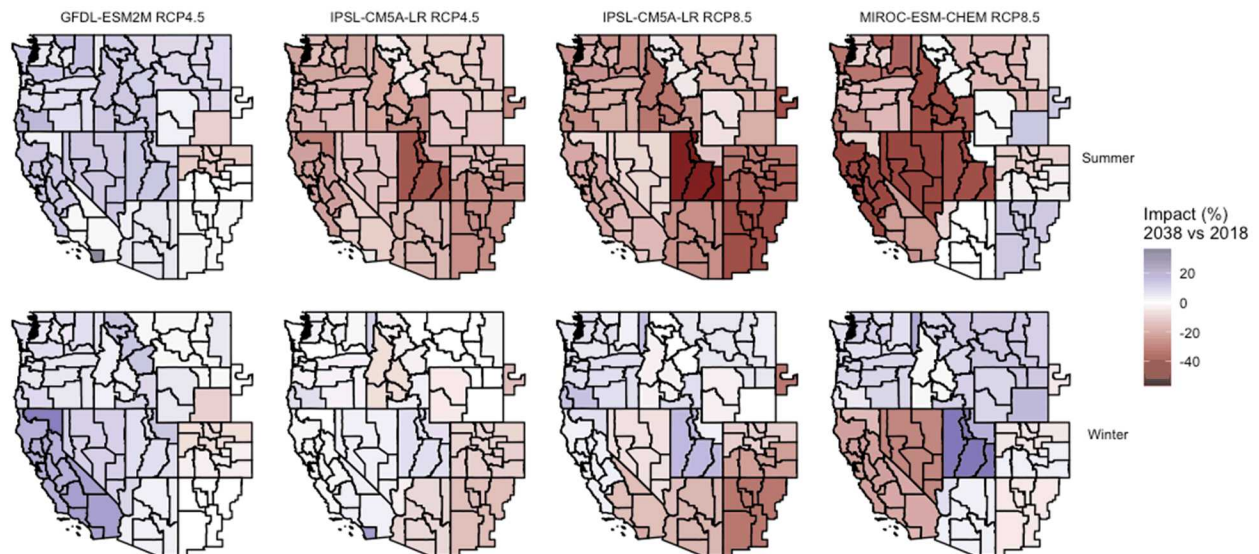 GFDL-ESM2M RCP4.5
IPSL-CM5A-LR RCP4.5
IPSL-CM5A-LR RCP8.5
MIROC-ESM-CHEM RCP8.5
Summer
Impact (%)
2038 vs 2018
20
0
-20
-40
Winter